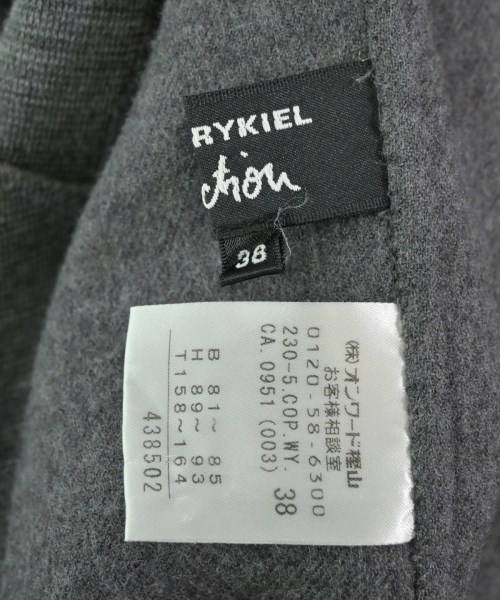 RYKIEL
ction
38
(株)オンワード樫山
お客様相談室
0120-58-6300
230-5.COP.WY. 38
CA. 0951 (003)
B 81~ 85
H 89~ 93
T158~164
438502